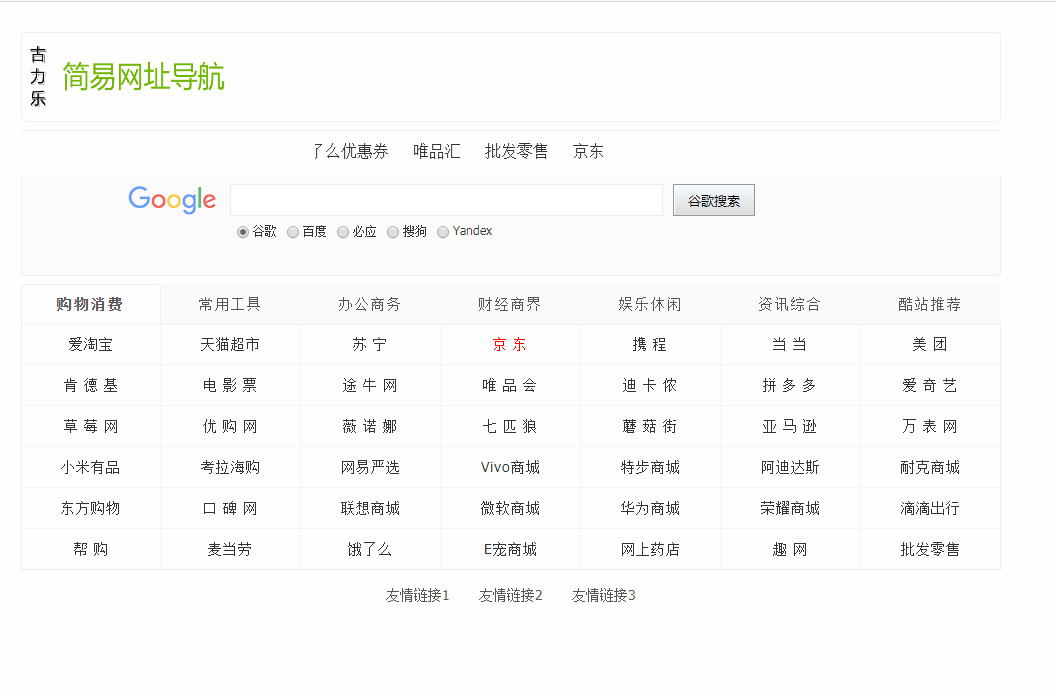 古力乐
简易网址导航
了么优惠券 唯品汇 批发零售 京东
Google 谷歌搜索
谷歌 百度 必应 搜狗 Yandex
购物消费 常用工具 办公商务 财经商界 娱乐休闲 资讯综合 酷站推荐
爱淘宝 天猫超市 苏 宁 京 东 携 程 当 当 美 团
肯 德 基 电 影 票 途 牛 网 唯 品 会 迪 卡 侬 拼 多 多 爱 奇 艺
草 莓 网 优 购 网 薇 诺 娜 七 匹 狼 蘑 菇 街 亚 马 逊 万 表 网
小米有品 考拉海购 网易严选 Vivo商城 特步商城 阿迪达斯 耐克商城
东方购物 口 碑 网 联想商城 微软商城 华为商城 荣耀商城 滴滴出行
帮 购 麦当劳 饿了么 E宠商城 网上药店 趣 网 批发零售
友情链接1 友情链接2 友情链接3